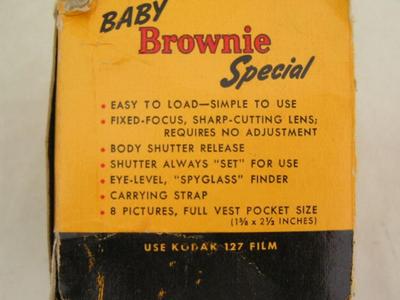 BABY
Brownie
Special
• EASY TO LOAD—SIMPLE TO USE
• FIXED-FOCUS, SHARP-CUTTING LENS;
REQUIRES NO ADJUSTMENT
• BODY SHUTTER RELEASE
• SHUTTER ALWAYS "SET" FOR USE
• EYE-LEVEL, "SPYGLASS" FINDER
• CARRYING STRAP
• 8 PICTURES, FULL VEST POCKET SIZE
(1⅝ x 2½ INCHES)
USE KODAK 127 FILM